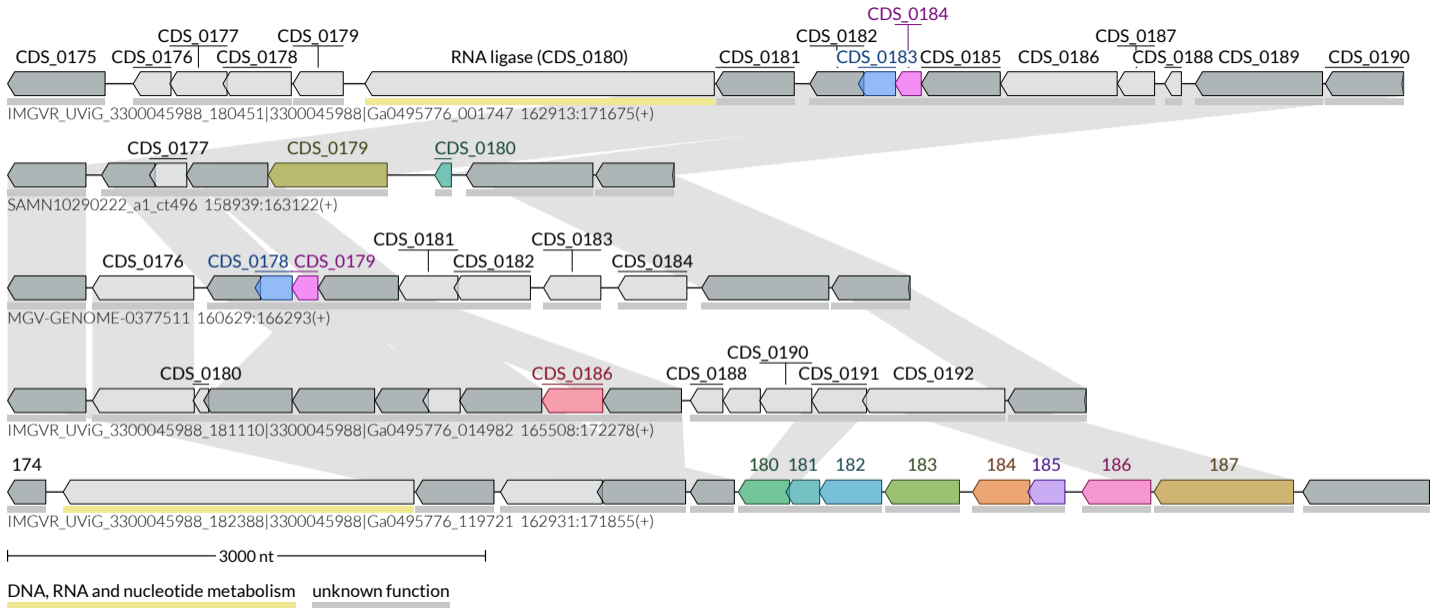 CDS_0184
CDS_0177 CDS_0179 CDS_0182 CDS_0187
CDS_0175 CDS_0176 CDS_0178 RNA ligase (CDS_0180) CDS_0181 CDS_0183 CDS_0185 CDS_0186 CDS_0188 CDS_0189 CDS_0190
IMGVR_UViG_3300045988_180451|3300045988|Ga0495776_001747 162913:171675(+)
CDS_0177 CDS_0179 CDS_0180
SAMN10290222_a1_ct496 158939:163122(+)
CDS_0181 CDS_0183
CDS_0176 CDS_0178 CDS_0179 CDS_0182 CDS_0184
MGV-GENOME-0377511 160629:166293(+)
CDS_0190
CDS_0180 CDS_0186 CDS_0188 CDS_0191 CDS_0192
IMGVR_UViG_3300045988_181110|3300045988|Ga0495776_014982 165508:172278(+)
174 180 181 182 183 184 185 186 187
IMGVR_UViG_3300045988_182388|3300045988|Ga0495776_119721 162931:171855(+)
3000 nt
DNA, RNA and nucleotide metabolism unknown function